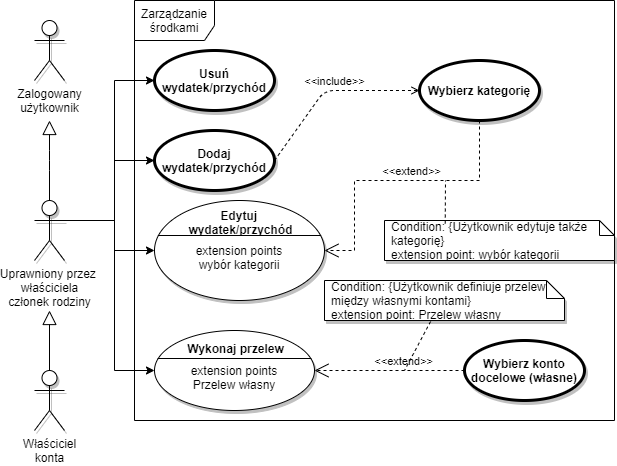 Zarządzanie
środkami
Zalogowany
użytkownik
Usuń
wydatek/przychód
<<include>>
Wybierz kategorię
Dodaj
wydatek/przychód
<<extend>>
Edytuj
wydatek/przychód
extension points
wybór kategorii
Condition: {Użytkownik edytuje także
kategorię}
extension point: wybór kategorii
Uprawniony przez
właściciela
członek rodziny
Condition: {Użytkownik definiuje przelew
między własnymi kontami}
extension point: Przelew własny
Wykonaj przelew
extension points
Przelew własny
<<extend>>
Wybierz konto
docelowe (własne)
Właściciel
konta